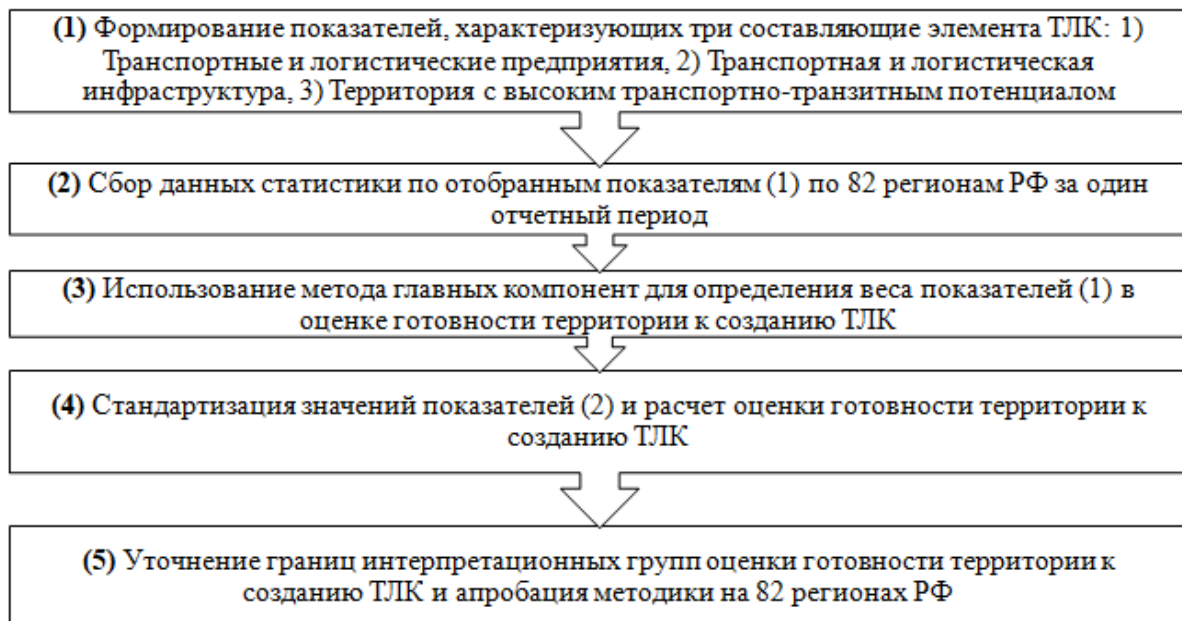 (1) Формирование показателей, характеризующих три составляющие элемента ТЛК: 1)
Транспортные и логистические предприятия, 2) Транспортная и логистическая
инфраструктура, 3) Территория с высоким транспортно-транзитным потенциалом
(2) Сбор данных статистики по отобранным показателям (1) по 82 регионам РФ за один
отчетный период
(3) Использование метода главных компонент для определения веса показателей (1) в
оценке готовности территории к созданию ТЛК
(4) Стандартизация значений показателей (2) и расчет оценки готовности территории к
созданию ТЛК
(5) Уточнение границ интерпретационных групп оценки готовности территории к
созданию ТЛК и апробация методики на 82 регионах РФ